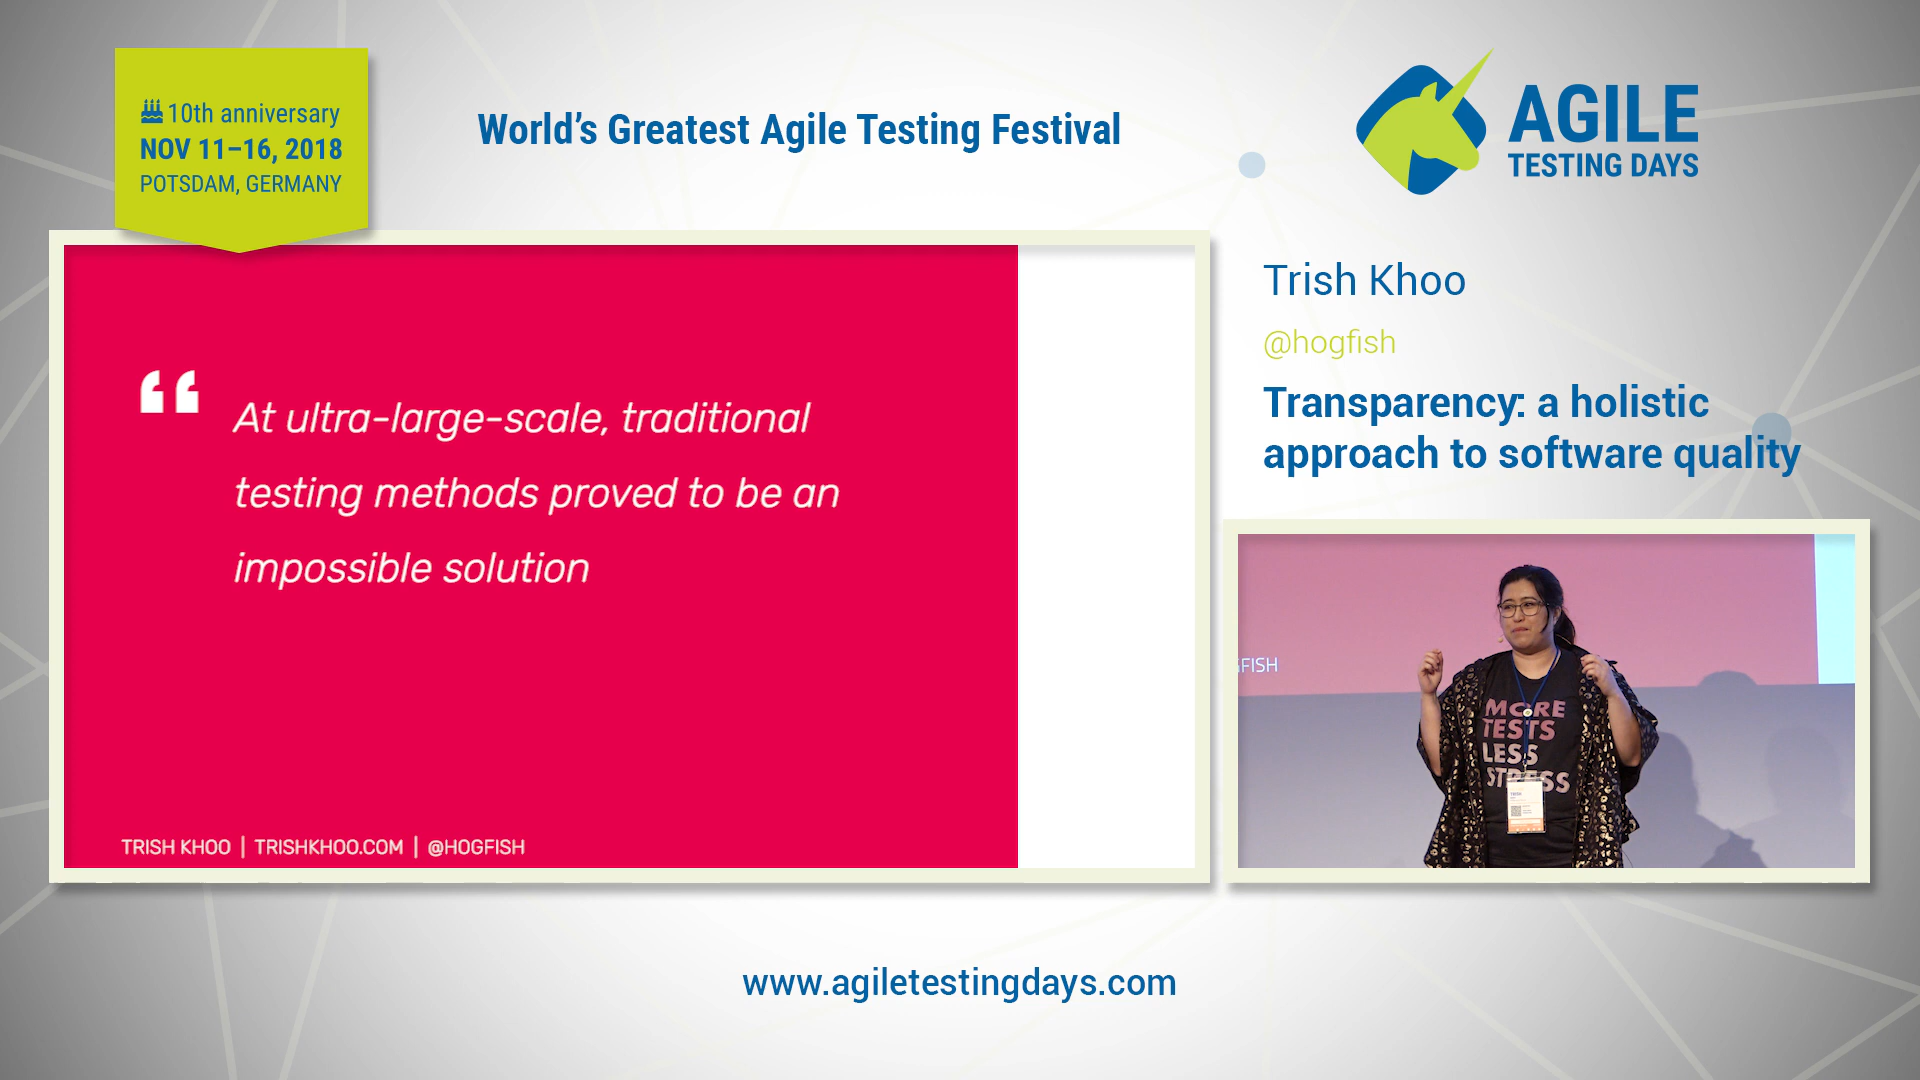 10th anniversary
NOV 11–16, 2018
POTSDAM, GERMANY
World’s Greatest Agile Testing Festival
AGILE
TESTING DAYS
“ At ultra-large-scale, traditional
testing methods proved to be an
impossible solution
TRISH KHOO | TRISHKHOO.COM | @HOGFISH
Trish Khoo
@hogfish
Transparency: a holistic
approach to software quality
GFISH
MORE
TESTS
LESS
STRESS
TRISH
www.agiletestingdays.com